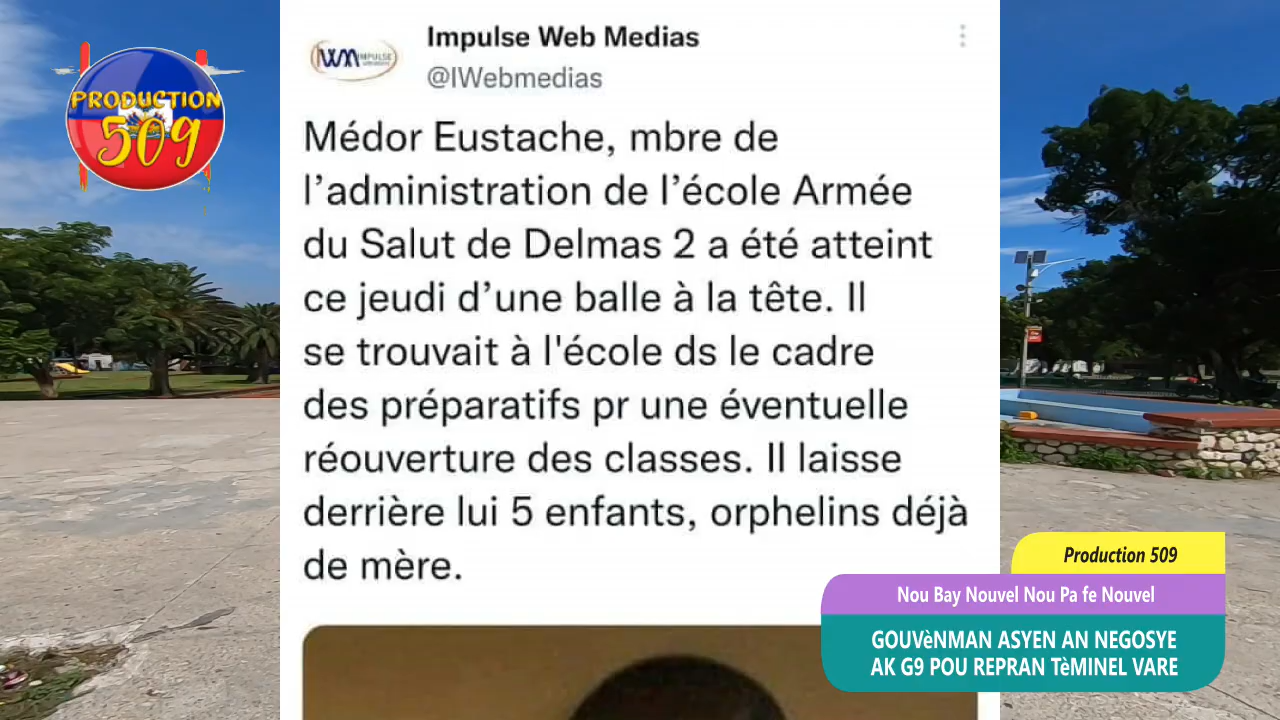 PRODUCTION
509
IWM IMPULSE
Impulse Web Medias
@IWebmedias
Médor Eustache, mbre de
l’administration de l’école Armée
du Salut de Delmas 2 a été atteint
ce jeudi d’une balle à la tête. Il
se trouvait à l'école ds le cadre
des préparatifs pr une éventuelle
réouverture des classes. Il laisse
derrière lui 5 enfants, orphelins déjà
de mère.
Production 509
Nou Bay Nouvel Nou Pa fe Nouvel
GOUVèNMAN ASYEN AN NEGOSYE
AK G9 POU REPRAN TèMINEL VARE